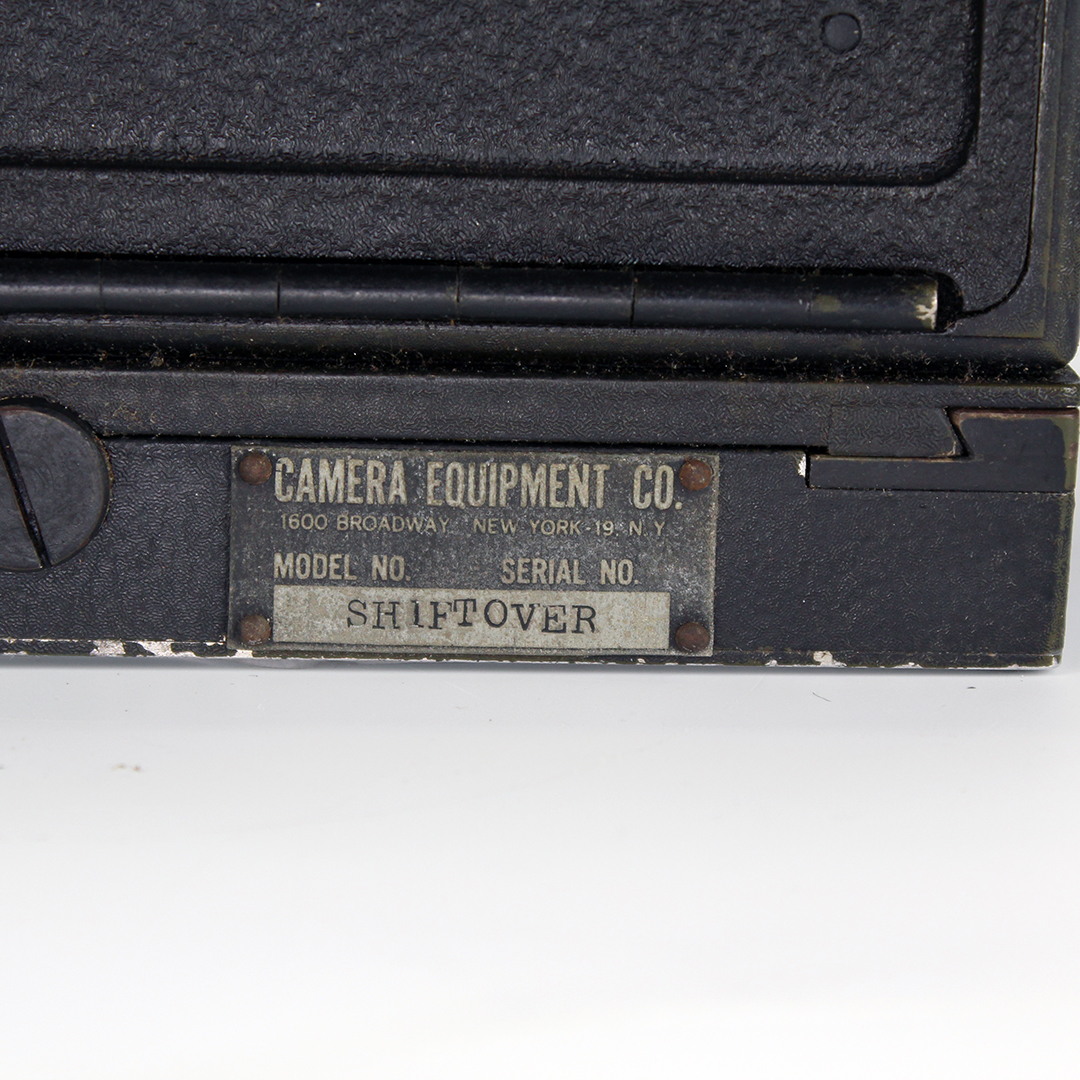 CAMERA EQUIPMENT CO.
1600 BROADWAY NEW YORK-19, N.Y.
MODEL NO. SERIAL NO.
SHIFTOVER